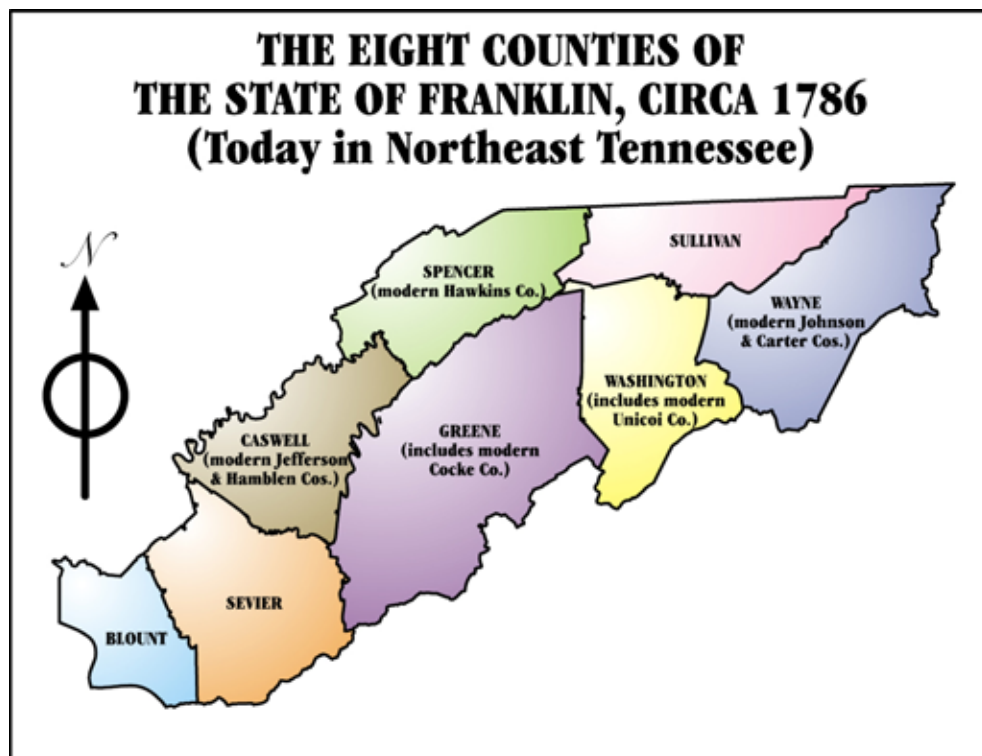 THE EIGHT COUNTIES OF
THE STATE OF FRANKLIN, CIRCA 1786
(Today in Northeast Tennessee)
N
SULLIVAN
SPENCER
(modern Hawkins Co.)
WAYNE
(modern Johnson
& Carter Cos.)
WASHINGTON
(includes modern
Unicoi Co.)
GREENE
(includes modern
Cocke Co.)
CASWELL
(modern Jefferson
& Hamblen Cos.)
SEVIER
BLOUNT